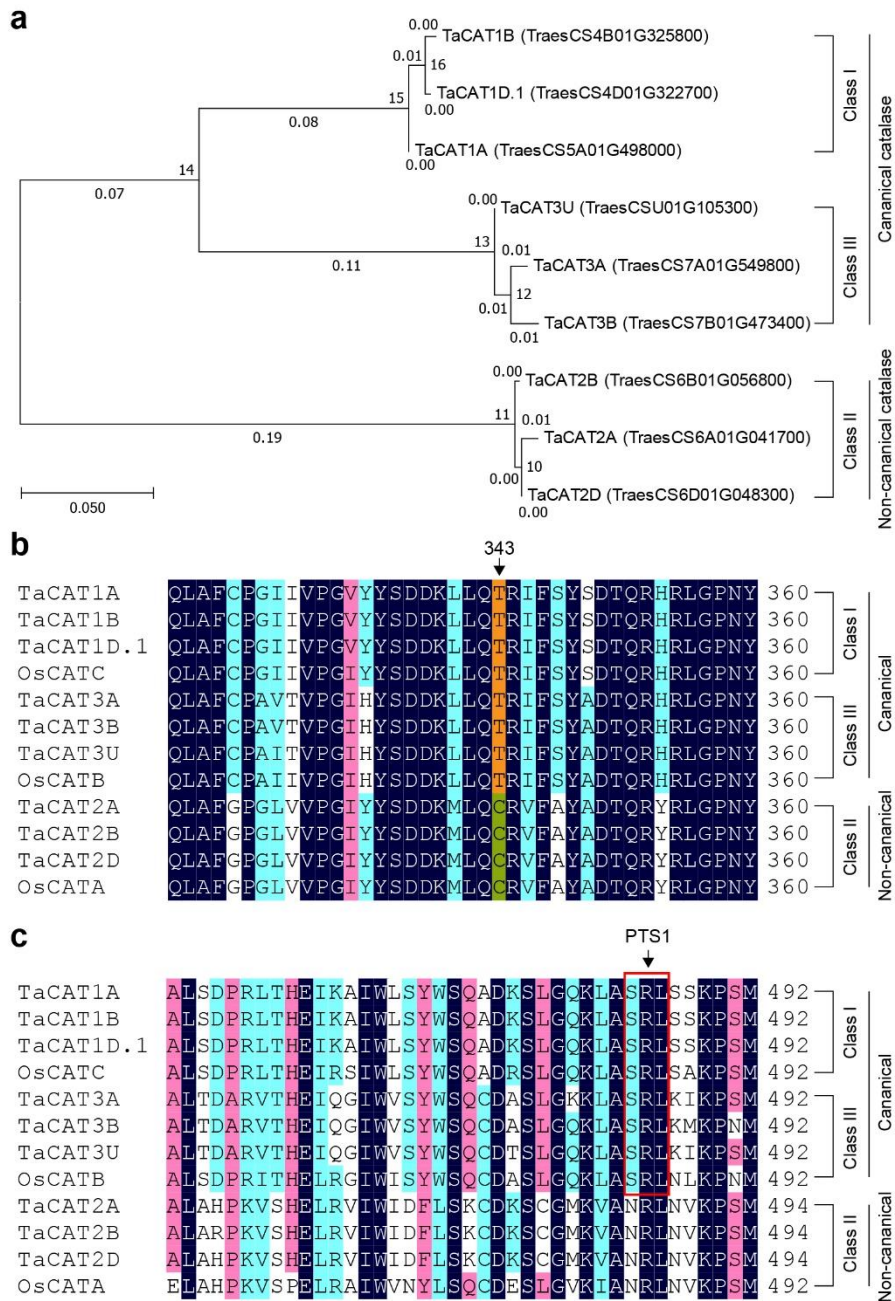 a
0.00
TaCAT1B (TraesCS4B01G325800)
0.01
16
15
TaCAT1D.1 (TraesCS4D01G322700)
0.00
0.08
TaCAT1A (TraesCS5A01G498000)
0.00
Class I
14
0.07
0.00
TaCAT3U (TraesCSU01G105300)
13
0.01
TaCAT3A (TraesCS7A01G549800)
0.11
12
0.01
TaCAT3B (TraesCS7B01G473400)
0.01
Class III
Cananical catalase
0.00
TaCAT2B (TraesCS6B01G056800)
11
0.01
TaCAT2A (TraesCS6A01G041700)
0.19
10
0.00
TaCAT2D (TraesCS6D01G048300)
0.00
Class II
Non-cananical catalase
0.050
b
343
TaCAT1A QLAFCPGIIVPGVYYSDDKLLQTRIFSYSDTQRHRLGPNY 360
TaCAT1B QLAFCPGIIVPGVYYSDDKLLQTRIFSYSDTQRHRLGPNY 360
TaCAT1D.1 QLAFCPGIIVPGVYYSDDKLLQTRIFSYSDTQRHRLGPNY 360
OsCATC QLAFCPGIIVPGIYYSDDKLLQTRIFSYSDTQRHRLGPNY 360
TaCAT3A QLAFCPAVTVPGIHYSDDKLLQTRIFSYADTQRHRLGPNY 360
TaCAT3B QLAFCPAVTVPGIHYSDDKLLQTRIFSYADTQRHRLGPNY 360
TaCAT3U QLAFCPAITVPGIHYSDDKLLQTRIFSYADTQRHRLGPNY 360
OsCATB QLAFCPAIIVPGIHYSDDKLLQTRIFSYADTQRHRLGPNY 360
TaCAT2A QLAFGPGLVVPGIYYSDDKMLQCRVFAYADTQRYRLGPNY 360
TaCAT2B QLAFGPGLVVPGIYYSDDKMLQCRVFAYADTQRYRLGPNY 360
TaCAT2D QLAFGPGLVVPGIYYSDDKMLQCRVFAYADTQRYRLGPNY 360
OsCATA QLAFGPGLVVPGIYYSDDKMLQCRVFAYADTQRYRLGPNY 360
Class I
Class III
Cananical
Class II
Non-cananical
c
PTS1
TaCAT1A ALSDPRLTHEIKAIWLSYWSQADKSLGQKLASRLSSKPSM 492
TaCAT1B ALSDPRLTHEIKAIWLSYWSQADKSLGQKLASRLSSKPSM 492
TaCAT1D.1 ALSDPRLTHEIKAIWLSYWSQADKSLGQKLASRLSSKPSM 492
OsCATC ALSDPRLTHEIRSIWLSYWSQADRSLGQKLASRLSAKPSM 492
TaCAT3A ALTDARVTHEIQGIWVSYWSQCDASLGKKLASRLKIKPSM 492
TaCAT3B ALTDARVTHEIRGIWVSYWSQCDASLGQKLASRLKMKPNM 492
TaCAT3U ALTDARVTHEIQGIWVSYWSQCDTSLGQKLASRLKIKPSM 492
OsCATB ALSDPRITHELRGIWISYWSQCDASLGQKLASRLNLKPNM 492
TaCAT2A ALAHPKVSHELRVIWIDFLSKCDKSCGMKVANRLNVKPSM 494
TaCAT2B ALARPKVSHELRVIWIDFLSKCDKSCGMKVANRLNVKPSM 494
TaCAT2D ALAHPKVSHELRVIWIDFLSKCDKSCGMKVANRLNVKPSM 494
OsCATA ELAHPKVSPELRAIWVNYLSQCDESLGVKIANRLNVKPSM 492
Class I
Class III
Cananical
Class II
Non-cananical